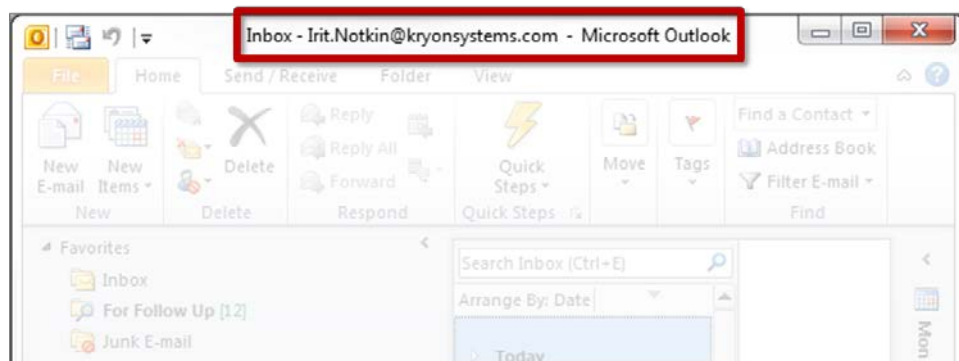 Inbox - Irit.Notkin@kryonsystems.com - Microsoft Outlook
File Home Send / Receive Folder View
New E-mail
New Items
Delete
Reply
Reply All
Forward
Quick Steps
Move
Tags
Find a Contact
Address Book
Filter E-mail
New Delete Respond Quick Steps Find
Favorites
Inbox
For Follow Up [12]
Junk E-mail
Search Inbox (Ctrl+E)
Arrange By: Date
Today
Mon